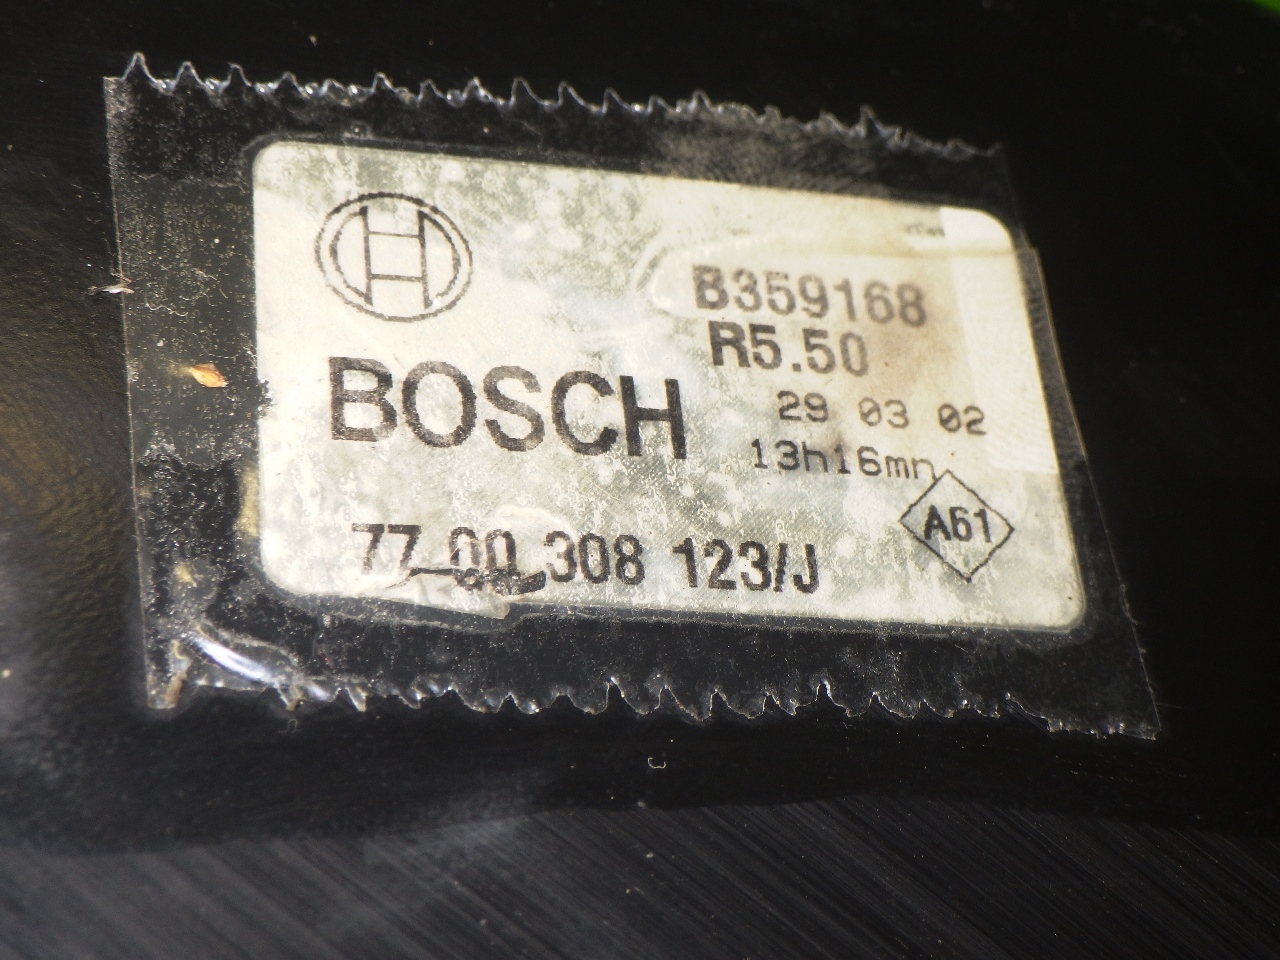 B359168
R5.50
BOSCH
29 03 02
13h16mn
A61
77 00 308 123/J